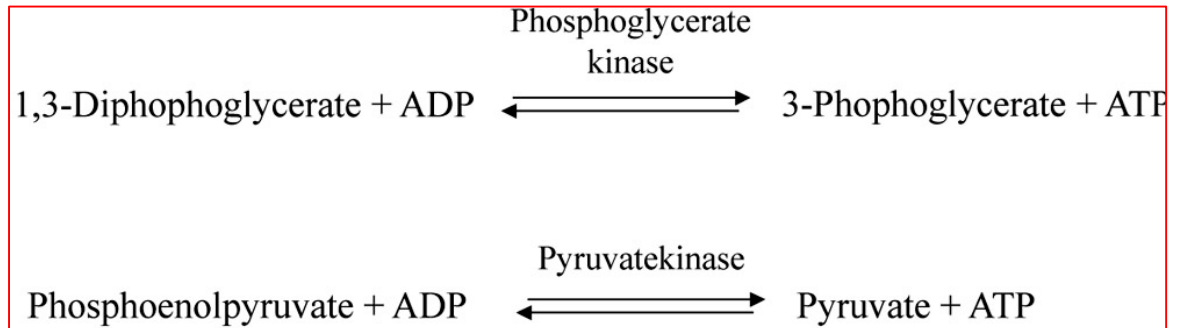 Phosphoglycerate
kinase
1,3-Diphophoglycerate + ADP 3-Phophoglycerate + ATP
Pyruvatekinase
Phosphoenolpyruvate + ADP Pyruvate + ATP